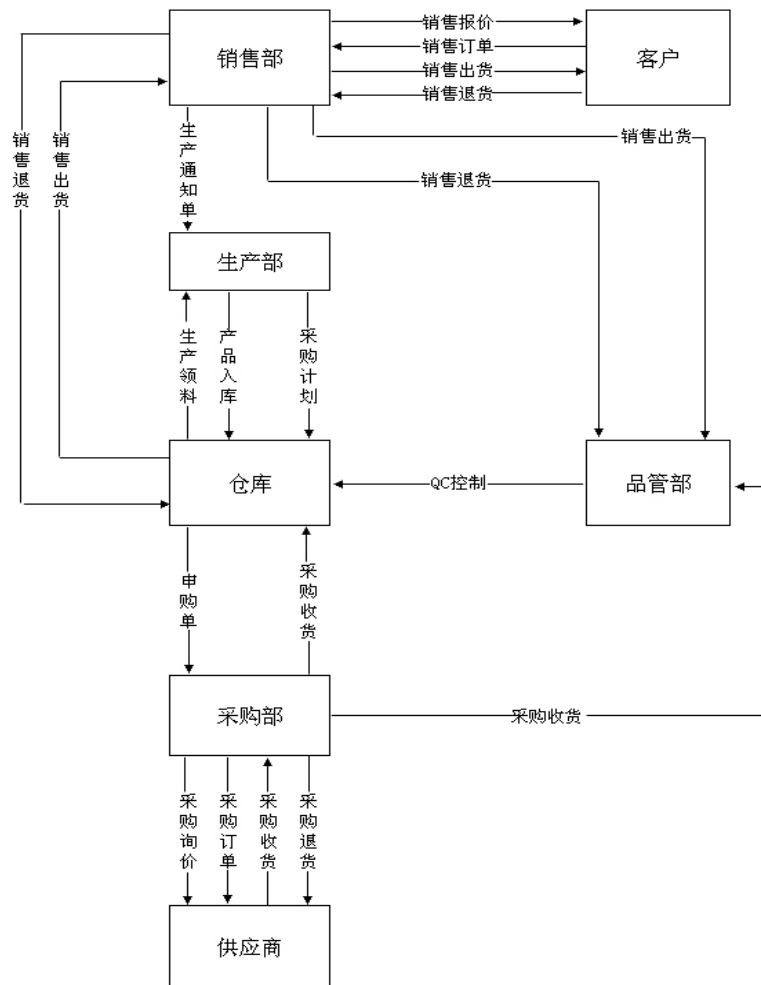 销售部
销售报价
销售订单
销售出货
销售退货
客户
销售退货
销售出货
生产通知单
销售出货
销售退货
生产部
生产领料
产品入库
采购计划
仓库
QC控制
品管部
申购单
采购收货
采购部
采购收货
采购询价
采购订单
采购收货
采购退货
供应商